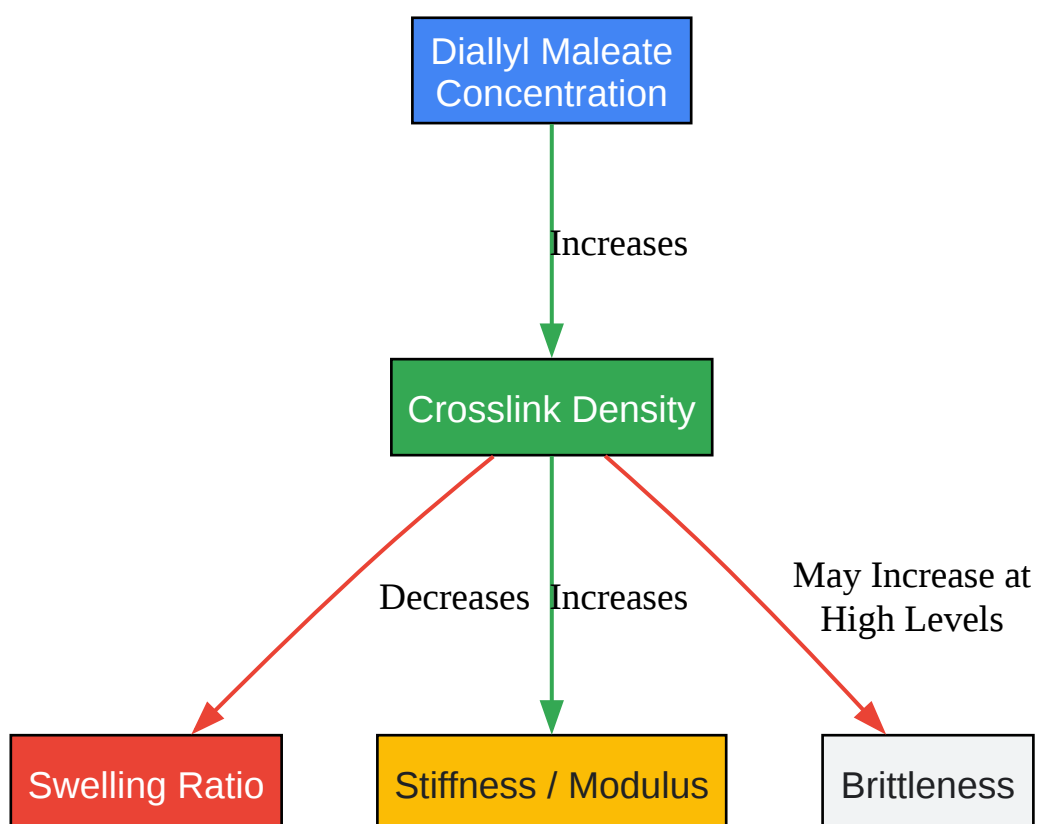 Diallyl Maleate
Concentration
Increases
Crosslink Density
Decreases
Increases
May Increase at
High Levels
Swelling Ratio
Stiffness / Modulus
Brittleness